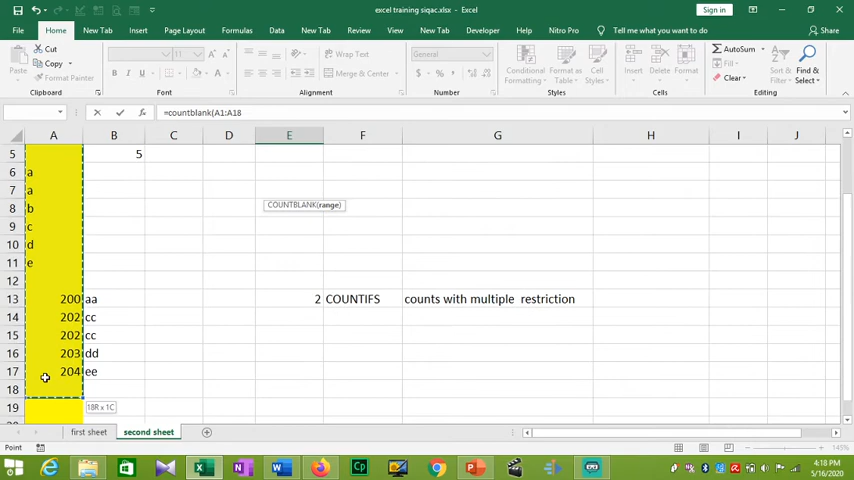 excel training siqac.xlsx - Excel
Sign in
File Home New Tab Insert Page Layout Formulas Data New Tab Review View New Tab Developer Help Nitro Pro Tell me what you want to do Share
Cut
Copy
Format Painter
Paste
Clipboard
11
Font
Wrap Text
Merge & Center
Alignment
General
Number
Conditional Formatting
Format as Table
Cell Styles
Styles
Insert Delete Format
Cells
AutoSum
Fill
Clear
Sort & Filter
Find & Select
Editing
=countblank(A1:A18
A B C D E F G H I J
5 5
6 a
7 a
8 b
COUNTBLANK(range)
9 c
10 d
11 e
12
13 200 aa 2 COUNTIFS counts with multiple restriction
14 202 cc
15 202 cc
16 203 dd
17 204 ee
18
19 18R x 1C
first sheet second sheet
Point
145%
4:18 PM
5/16/2020